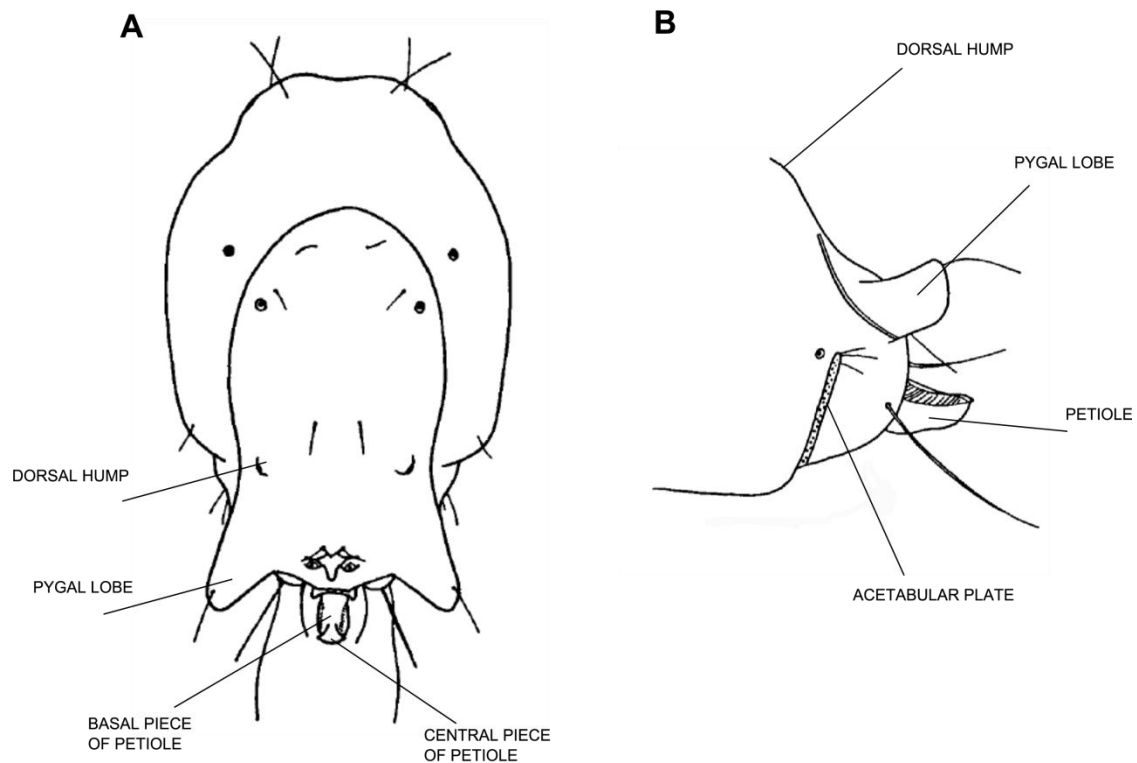 A
DORSAL HUMP
PYGAL LOBE
BASAL PIECE
OF PETIOLE
CENTRAL PIECE
OF PETIOLE
B
DORSAL HUMP
PYGAL LOBE
PETIOLE
ACETABULAR PLATE